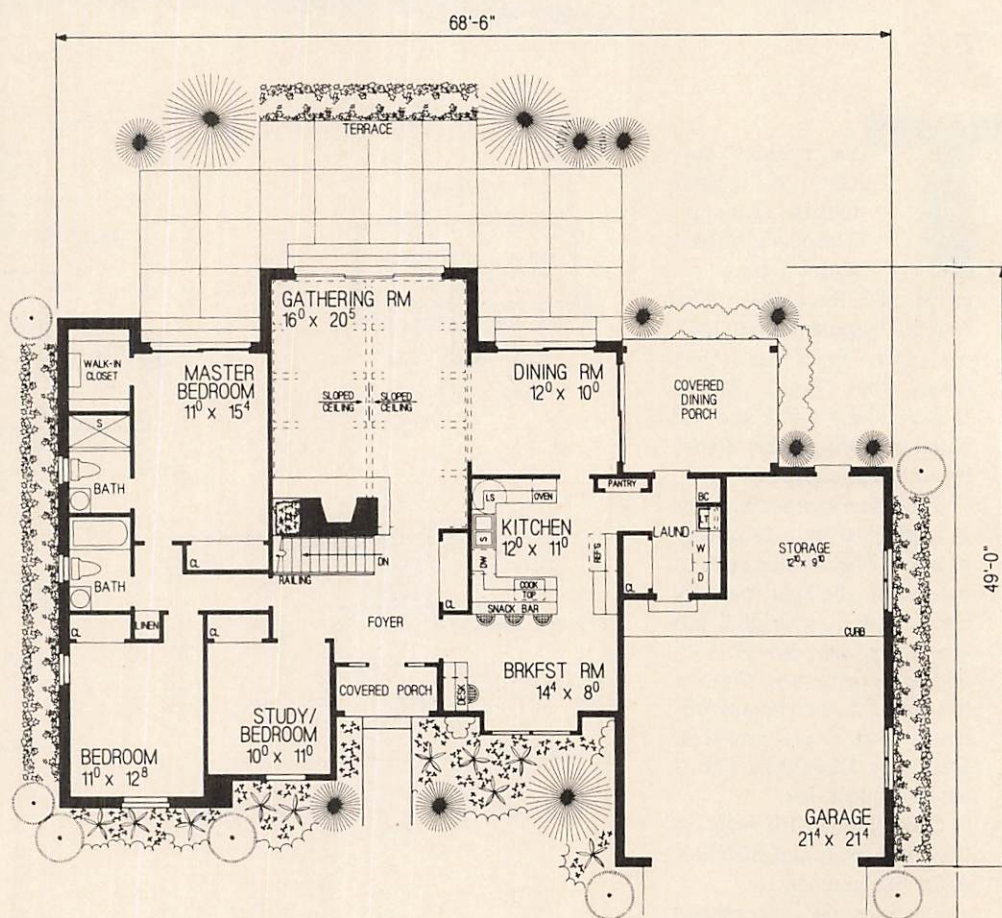 68'-6"
TERRACE
GATHERING RM
16⁰ x 20⁵
WALK-IN
CLOSET
MASTER
BEDROOM
11⁰ x 15⁴
SLOPED
CEILING
SLOPED
CEILING
DINING RM
12⁰ x 10⁰
COVERED
DINING
PORCH
S
BATH
LS
OVEN
PANTRY
BC
LT
KITCHEN
12⁰ x 11⁰
S
DW
REF'G
LAUND
W
D
STORAGE
12¹⁰ x 9¹⁰
BATH
CL
RAILING
DN
CL
CL
COOK
TOP
SNACK BAR
LINEN
CL
CL
FOYER
CURB
49'-0"
COVERED PORCH
DESK
BRKFST RM
14⁴ x 8⁰
STUDY/
BEDROOM
10⁰ x 11⁰
BEDROOM
11⁰ x 12⁸
GARAGE
21⁴ x 21⁴